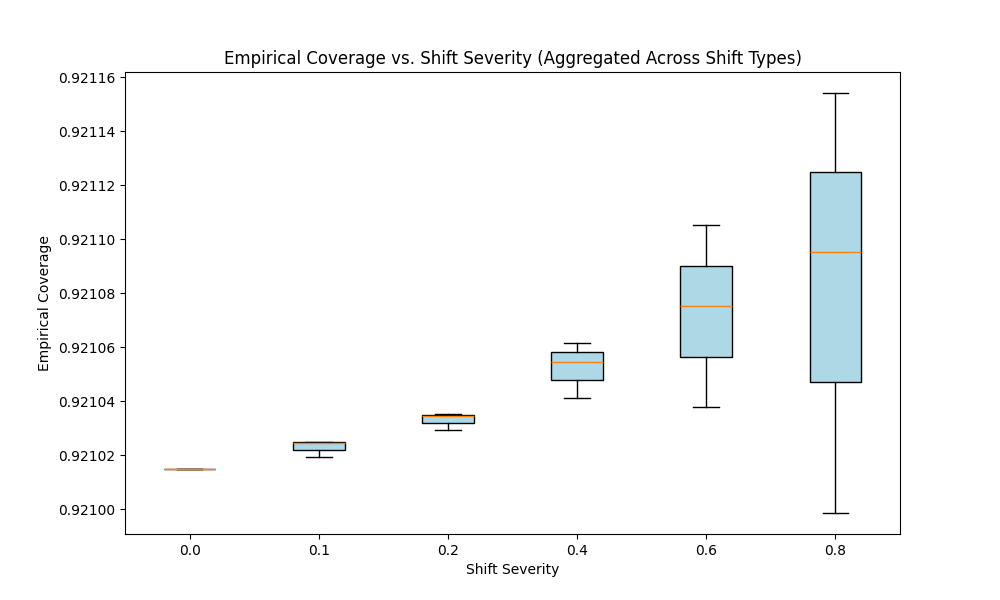 Empirical Coverage vs. Shift Severity (Aggregated Across Shift Types)
0.92116
0.92114
0.92112
0.92110
0.92108
0.92106
0.92104
0.92102
0.92100
Empirical Coverage
0.0 0.1 0.2 0.4 0.6 0.8
Shift Severity